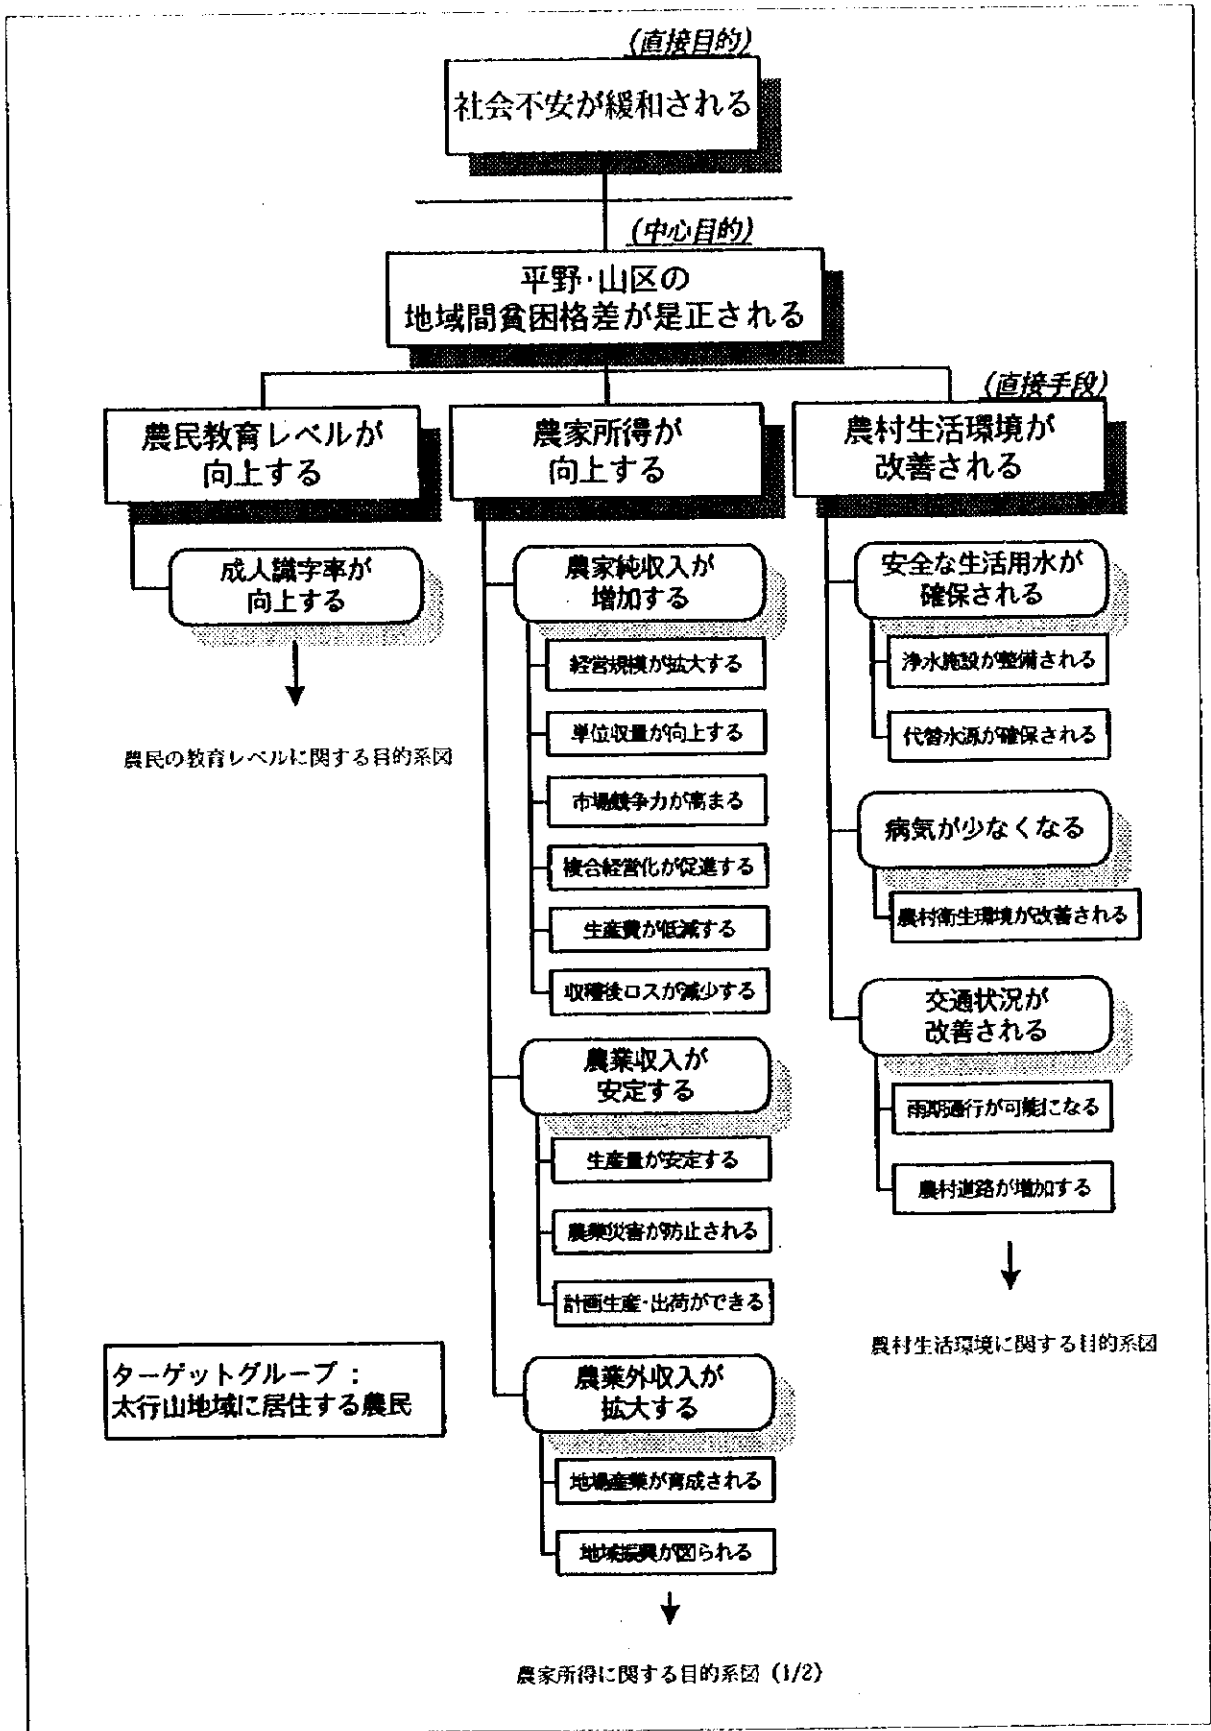 (直接目的)
社会不安が緩和される
(中心目的)
平野・山区の
地域間貧困格差が是正される
(直接手段)
農民教育レベルが
向上する
成人識字率が
向上する
農民の教育レベルに関する目的系図
農家所得が
向上する
農家純収入が
増加する
経営規模が拡大する
単位収量が向上する
市場競争力が高まる
複合経営化が促進する
生産費が低減する
収穫後ロスが減少する
農業収入が
安定する
生産量が安定する
農業災害が防止される
計画生産・出荷ができる
農業外収入が
拡大する
地場産業が育成される
地域振興が図られる
農家所得に関する目的系図 (1/2)
農村生活環境が
改善される
安全な生活用水が
確保される
浄水施設が整備される
代替水源が確保される
病気が少なくなる
農村衛生環境が改善される
交通状況が
改善される
雨期通行が可能になる
農村道路が増加する
農村生活環境に関する目的系図
ターゲットグループ：
太行山地域に居住する農民